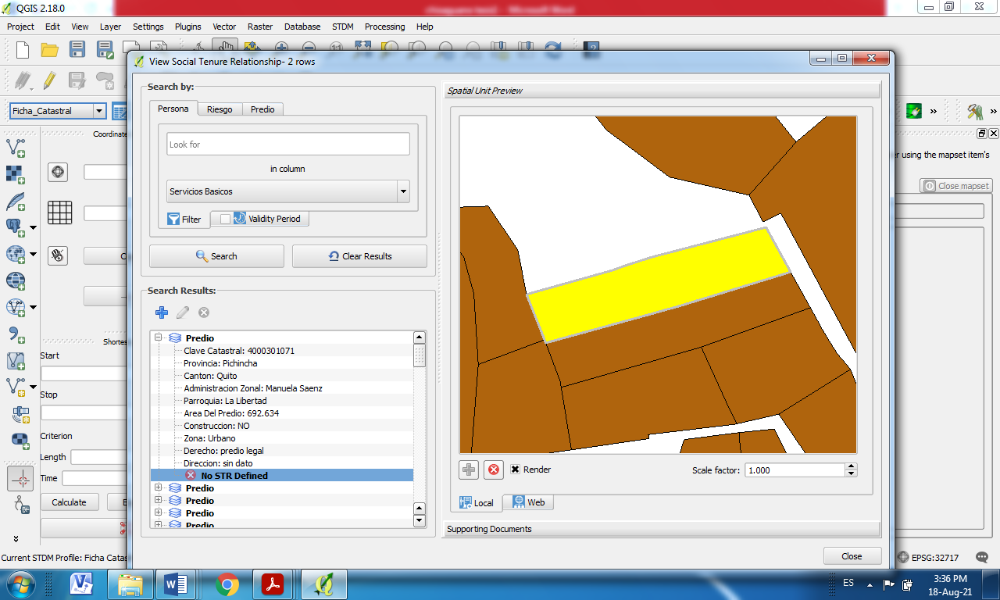 QGIS 2.18.0
Project Edit View Layer Settings Plugins Vector Raster Database STDM Processing Help
View Social Tenure Relationship- 2 rows
Ficha_Catastral
Coordinate
Start
Stop
Criterion
Length
Time
Calculate
Search by:
Persona Riesgo Predio
Look for
in column
Servicios Basicos
Filter Validity Period
Search Clear Results
Search Results:
Predio
Clave Catastral: 4000301071
Provincia: Pichincha
Canton: Quito
Administracion Zonal: Manuela Saenz
Parroquia: La Libertad
Area Del Predio: 692.634
Construccion: NO
Zona: Urbano
Derecho: predio legal
Direccion: sin dato
No STR Defined
Predio
Predio
Predio
Predio
Spatial Unit Preview
Render Scale factor: 1.000
Local Web
Supporting Documents
Close
r using the mapset item's
Close mapset
Current STDM Profile: Ficha Catas
EPSG:32717
ES
3:36 PM
18-Aug-21